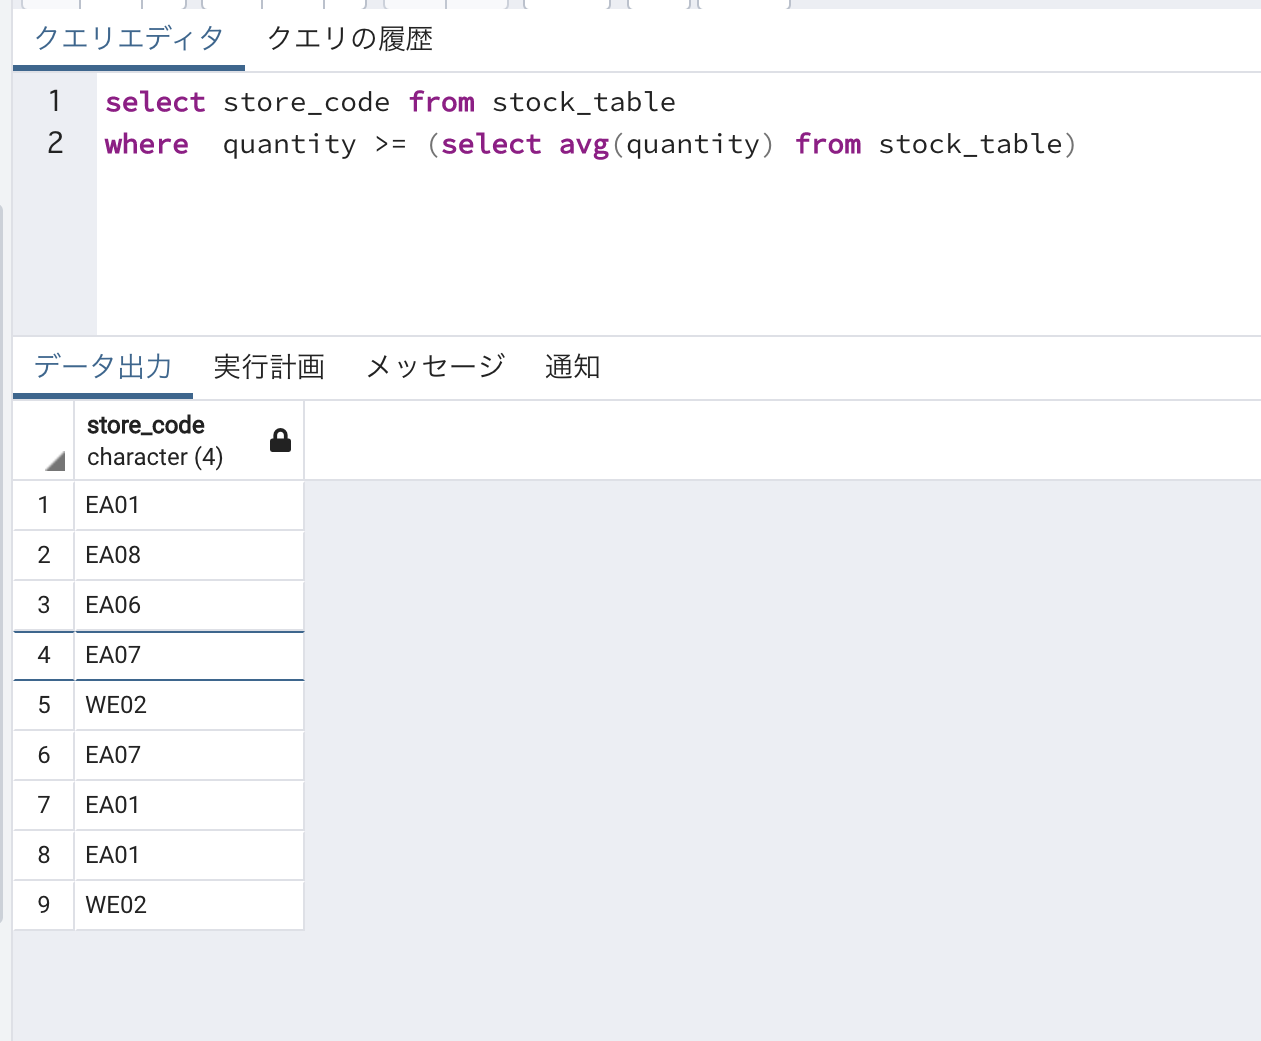 クエリエディタ クエリの履歴
1 select store_code from stock_table
2 where  quantity >= (select avg(quantity) from stock_table)
データ出力 実行計画 メッセージ 通知
store_code
character (4)
1 EA01
2 EA08
3 EA06
4 EA07
5 WE02
6 EA07
7 EA01
8 EA01
9 WE02